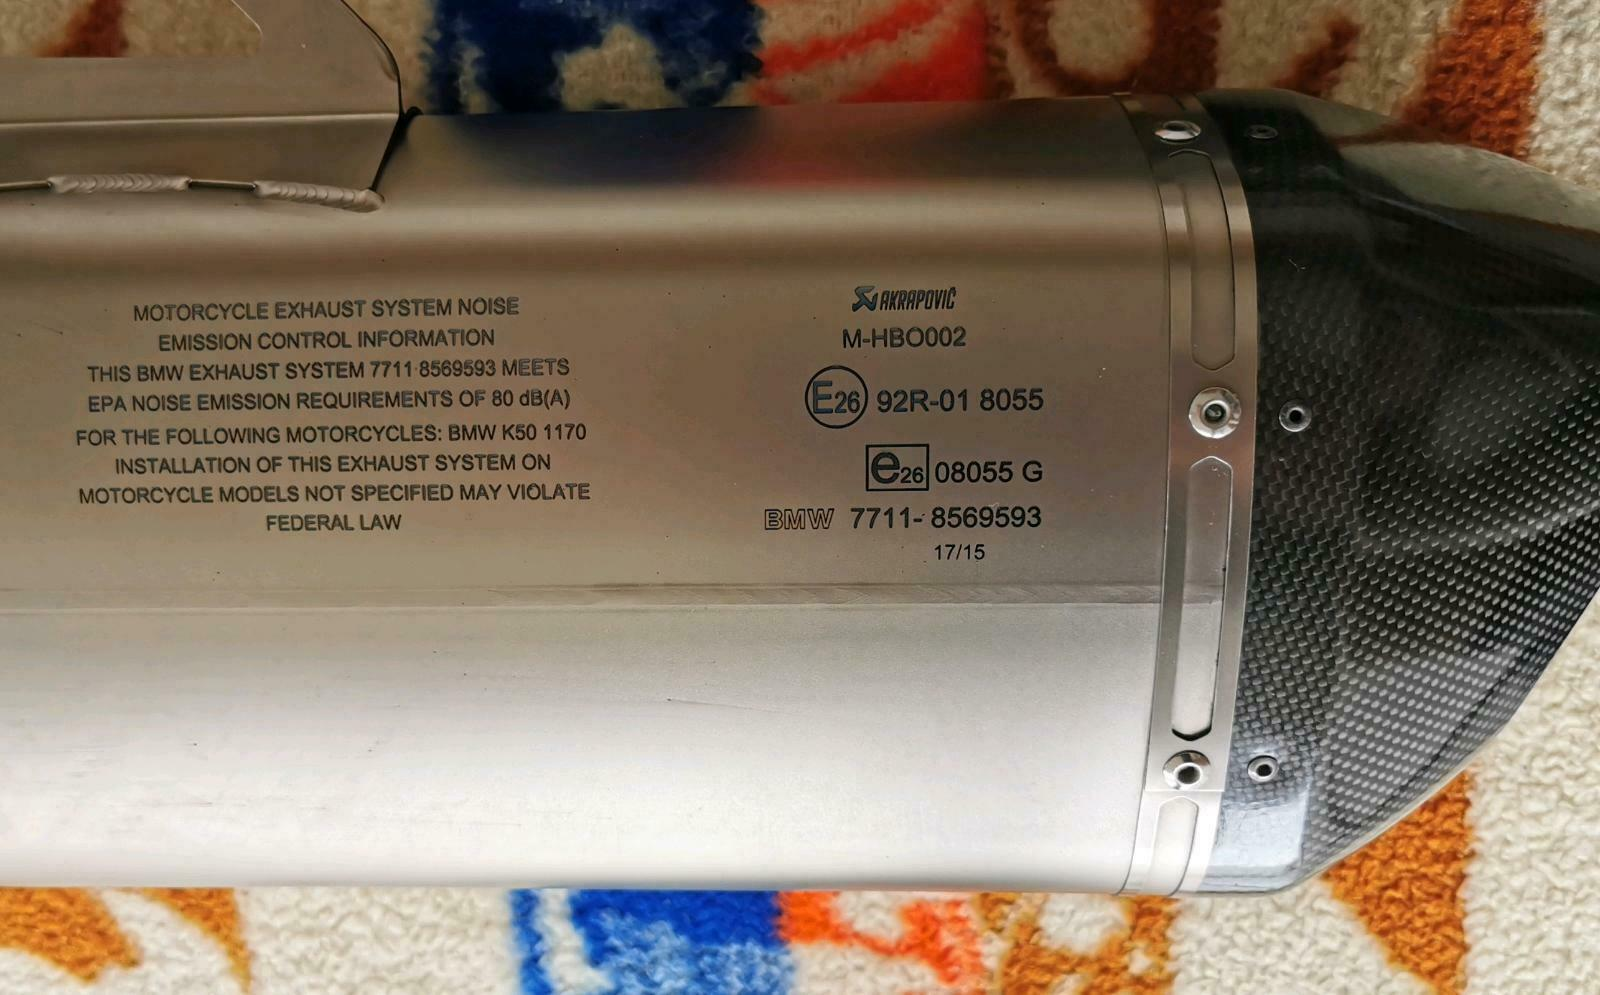 MOTORCYCLE EXHAUST SYSTEM NOISE
EMISSION CONTROL INFORMATION
THIS BMW EXHAUST SYSTEM 7711-8569593 MEETS
EPA NOISE EMISSION REQUIREMENTS OF 80 dB(A)
FOR THE FOLLOWING MOTORCYCLES: BMW K50 1170
INSTALLATION OF THIS EXHAUST SYSTEM ON
MOTORCYCLE MODELS NOT SPECIFIED MAY VIOLATE
FEDERAL LAW
AKRAPOVIČ
M-HBO002
E26 92R-01 8055
e26 08055 G
BMW 7711-8569593
17/15